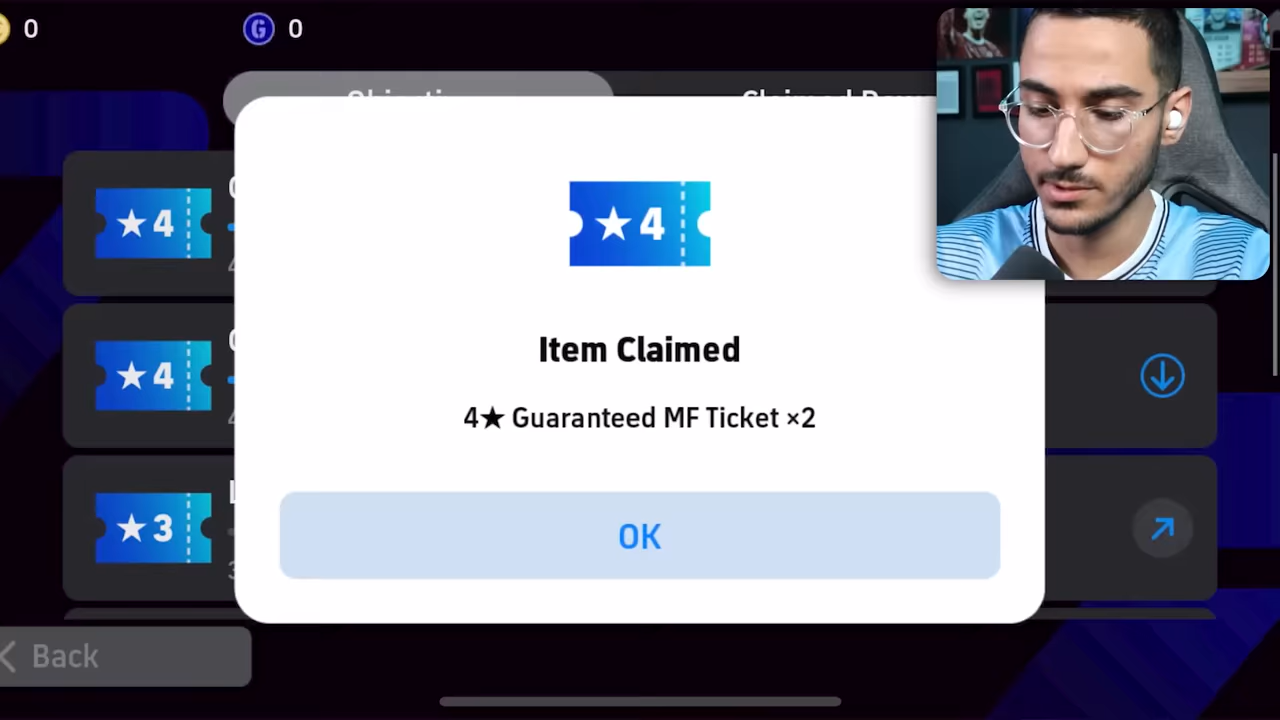 0
G 0
★4
★4
Item Claimed
★4
4★ Guaranteed MF Ticket ×2
★3
OK
Back